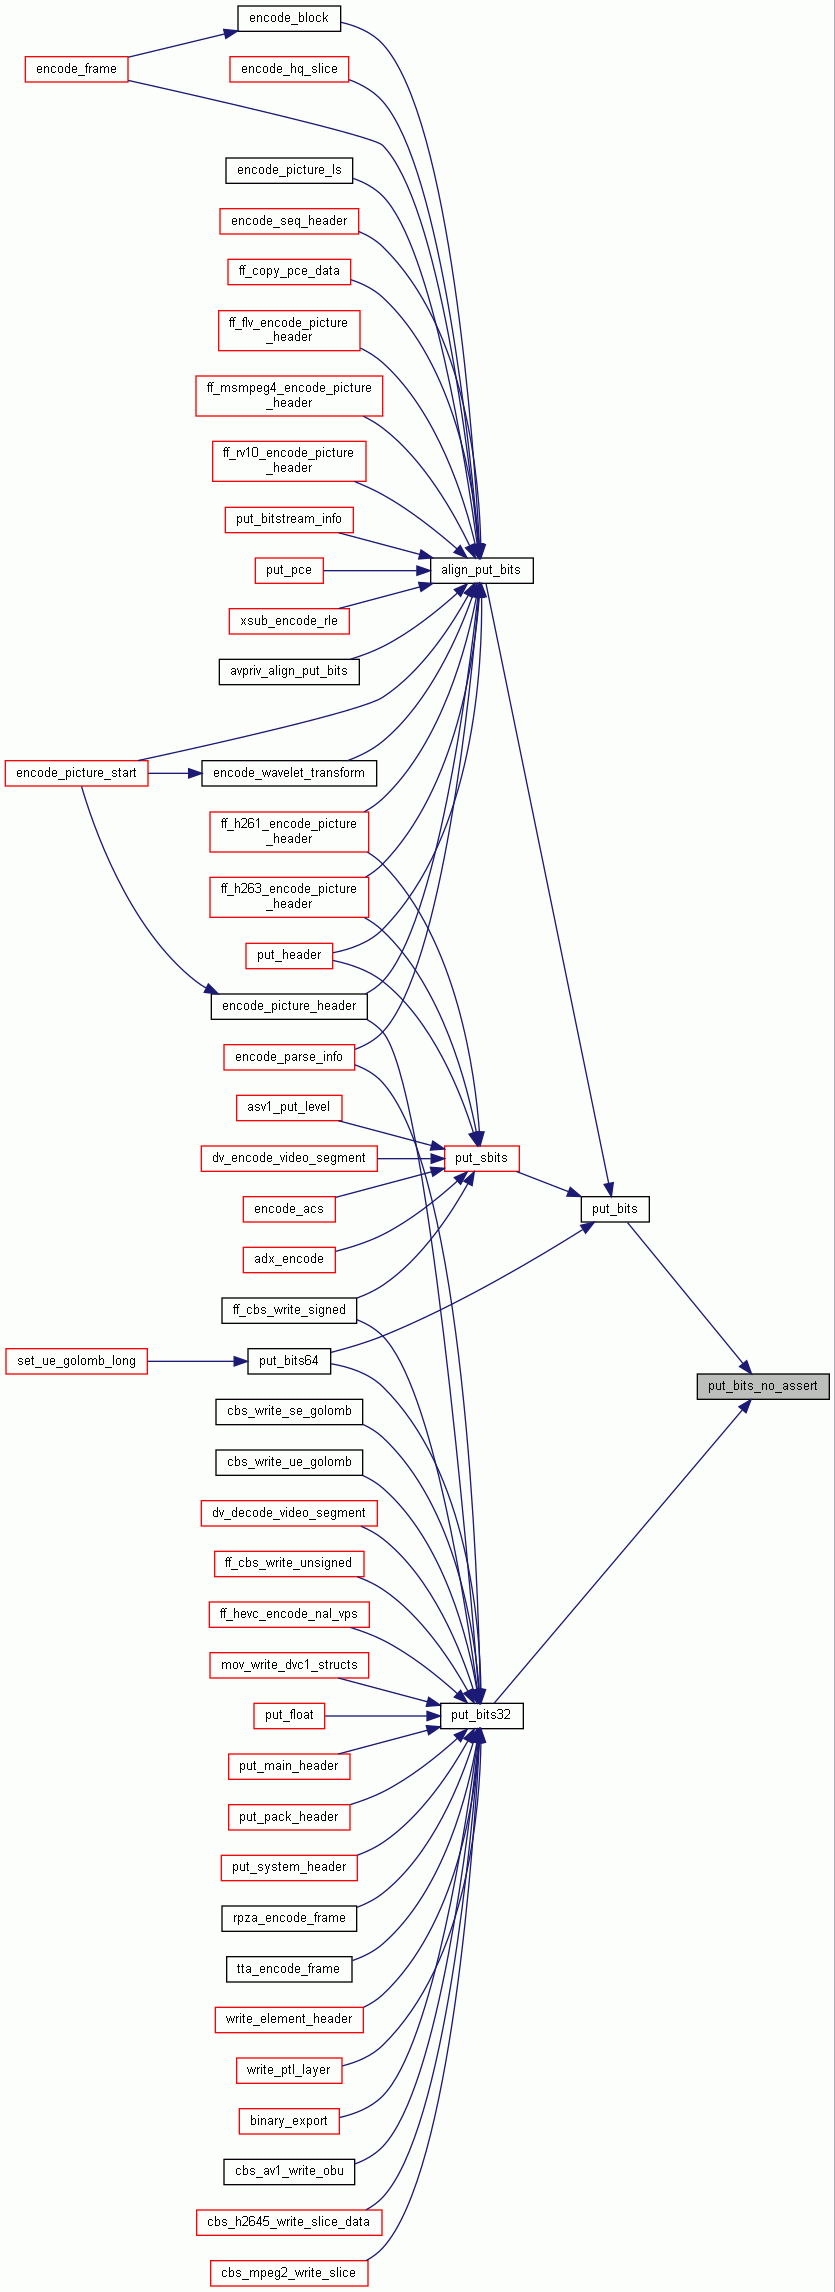 encode_block
encode_frame
encode_hq_slice
encode_picture_ls
encode_seq_header
ff_copy_pce_data
ff_flv_encode_picture
_header
ff_msmpeg4_encode_picture
_header
ff_rv10_encode_picture
_header
put_bitstream_info
align_put_bits
put_pce
xsub_encode_rle
avpriv_align_put_bits
encode_picture_start
encode_wavelet_transform
ff_h261_encode_picture
_header
ff_h263_encode_picture
_header
put_header
encode_picture_header
encode_parse_info
asv1_put_level
dv_encode_video_segment
put_sbits
encode_acs
put_bits
adx_encode
ff_cbs_write_signed
set_ue_golomb_long
put_bits64
put_bits_no_assert
cbs_write_se_golomb
cbs_write_ue_golomb
dv_decode_video_segment
ff_cbs_write_unsigned
ff_hevc_encode_nal_vps
mov_write_dvc1_structs
put_float
put_bits32
put_main_header
put_pack_header
put_system_header
rpza_encode_frame
tta_encode_frame
write_element_header
write_ptl_layer
binary_export
cbs_av1_write_obu
cbs_h2645_write_slice_data
cbs_mpeg2_write_slice